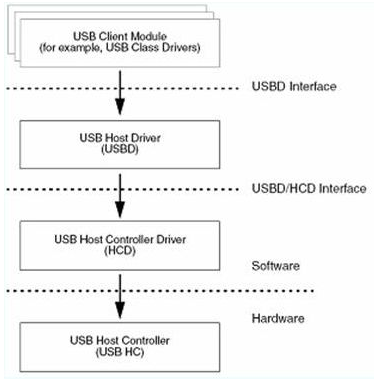 USB Client Module
(for example, USB Class Drivers)
USBD Interface
USB Host Driver
(USBD)
USBD/HCD Interface
USB Host Controller Driver
(HCD)
Software
Hardware
USB Host Controller
(USB HC)